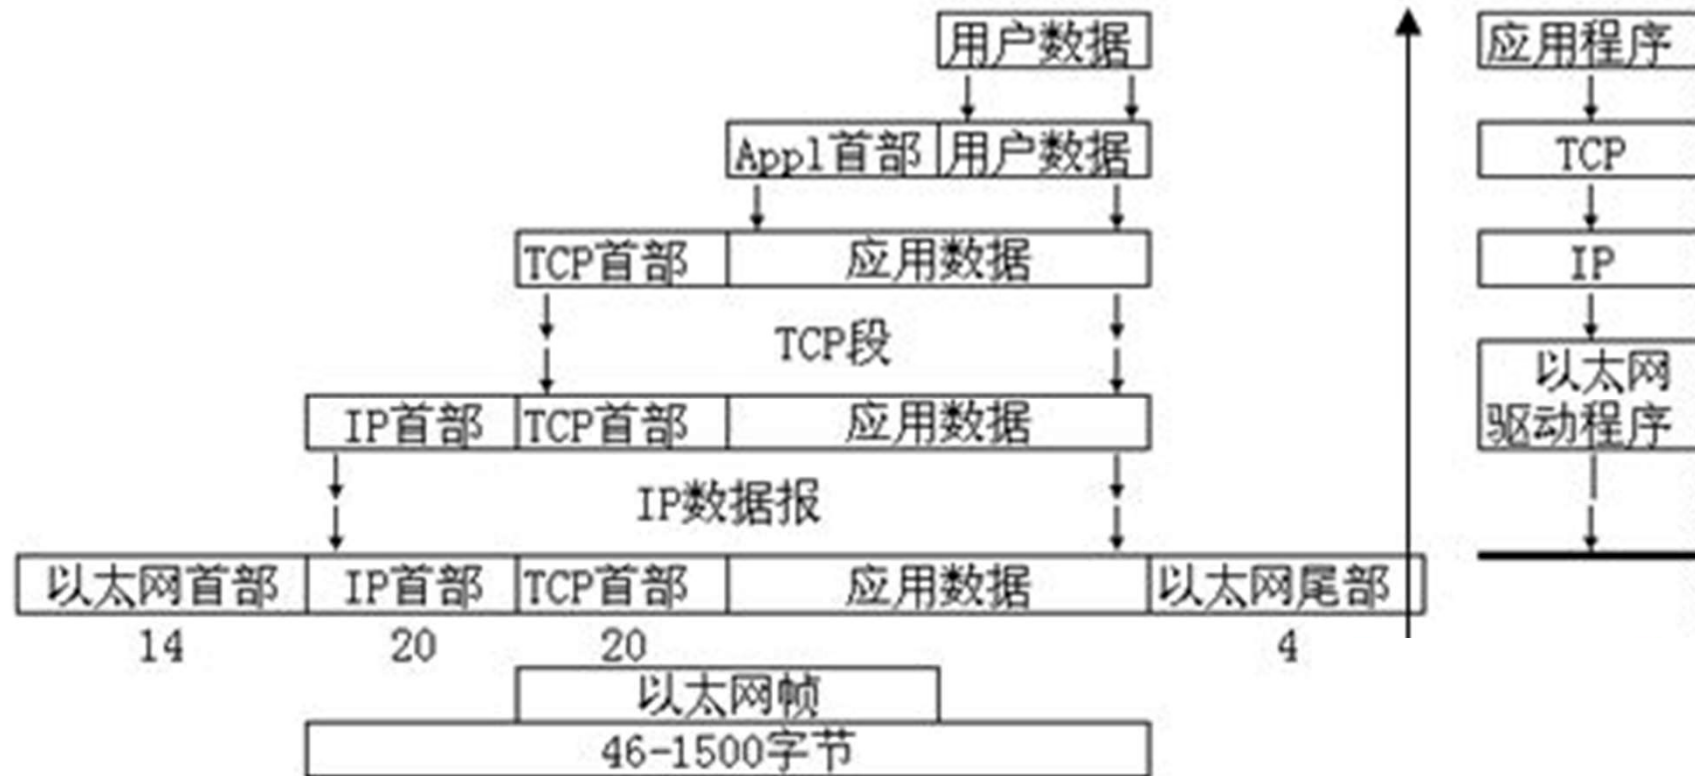 用户数据
应用程序
Appl首部 用户数据
TCP
TCP首部 应用数据
IP
TCP段
以太网
驱动程序
IP首部 TCP首部 应用数据
IP数据报
以太网首部 IP首部 TCP首部 应用数据 以太网尾部
14 20 20 4
以太网帧
46-1500字节